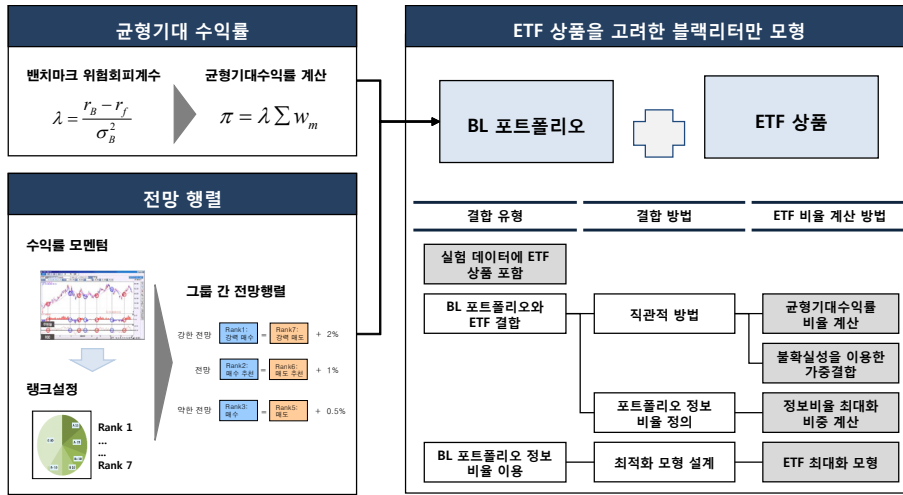 균형기대 수익률
벤치마크 위험회피계수
균형기대수익률 계산
λ = (r_B − r_f) / σ_B^2
π = λ ∑ w_m
전망 행렬
수익률 모멘텀
그룹 간 전망행렬
강한 전망
Rank1:
강력 매수
=
Rank7:
강력 매도
+ 2%
전망
Rank2:
매수 추천
=
Rank6:
매도 추천
+ 1%
약한 전망
Rank3:
매수
=
Rank5:
매도
+ 0.5%
랭크설정
Rank 1
...
...
Rank 7
ETF 상품을 고려한 블랙리터만 모형
BL 포트폴리오
ETF 상품
결합 유형
결합 방법
ETF 비율 계산 방법
실험 데이터에 ETF
상품 포함
BL 포트폴리오와
ETF 결합
직관적 방법
균형기대수익률
비율 계산
불확실성을 이용한
가중결합
포트폴리오 정보
비율 정의
정보비율 최대화
비중 계산
BL 포트폴리오 정보
비율 이용
최적화 모형 설계
ETF 최대화 모형